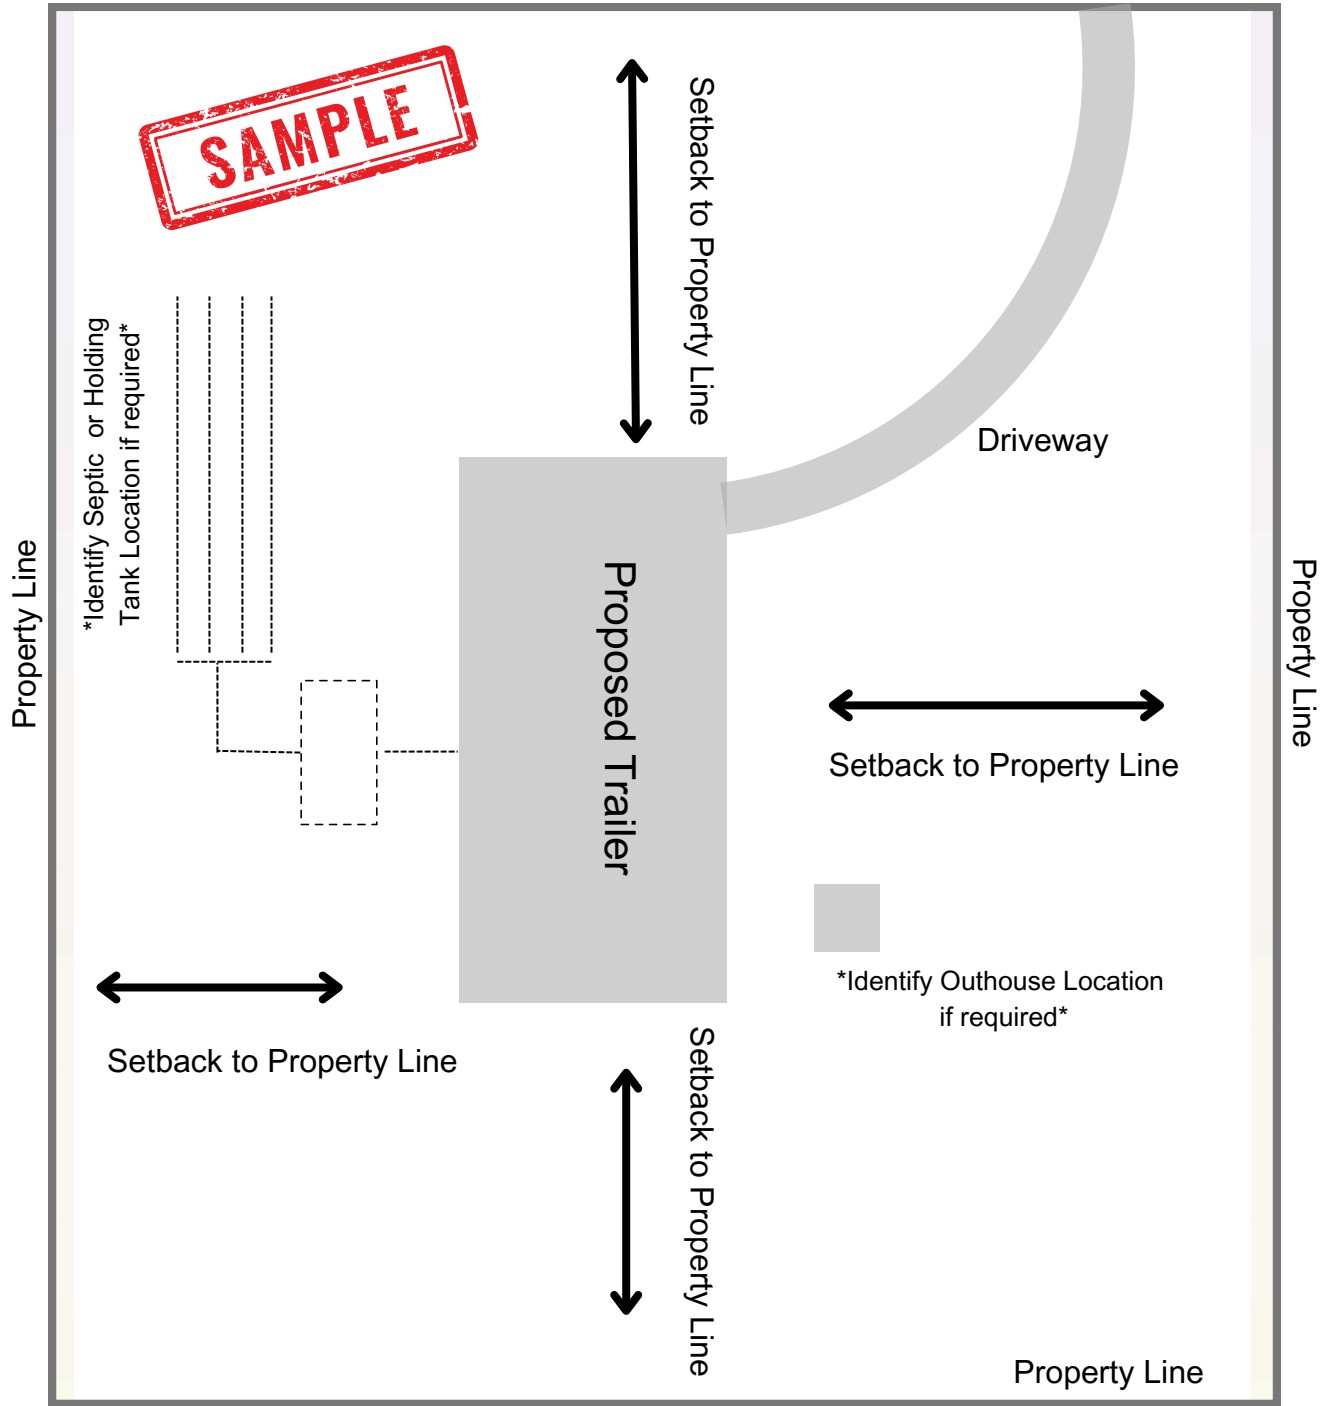 SAMPLE
Setback to Property Line
*Identify Septic or Holding
Tank Location if required*
Driveway
Property Line
Proposed Trailer
Property Line
Setback to Property Line
*Identify Outhouse Location
if required*
Setback to Property Line
Setback to Property Line
Property Line